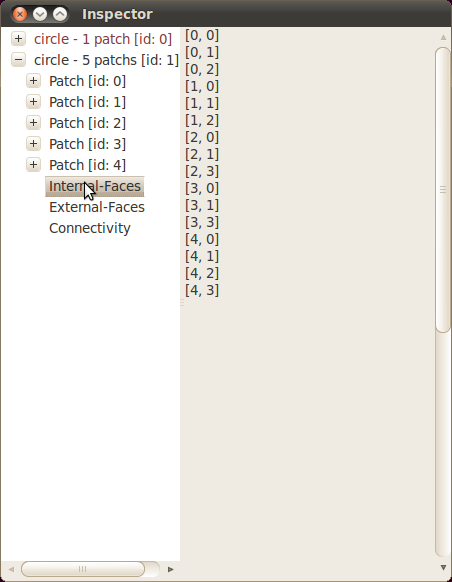 Inspector
circle - 1 patch [id: 0]
circle - 5 patchs [id: 1]
Patch [id: 0]
Patch [id: 1]
Patch [id: 2]
Patch [id: 3]
Patch [id: 4]
Internal-Faces
External-Faces
Connectivity
[0, 0]
[0, 1]
[0, 2]
[1, 0]
[1, 1]
[1, 2]
[2, 0]
[2, 1]
[2, 3]
[3, 0]
[3, 1]
[3, 3]
[4, 0]
[4, 1]
[4, 2]
[4, 3]